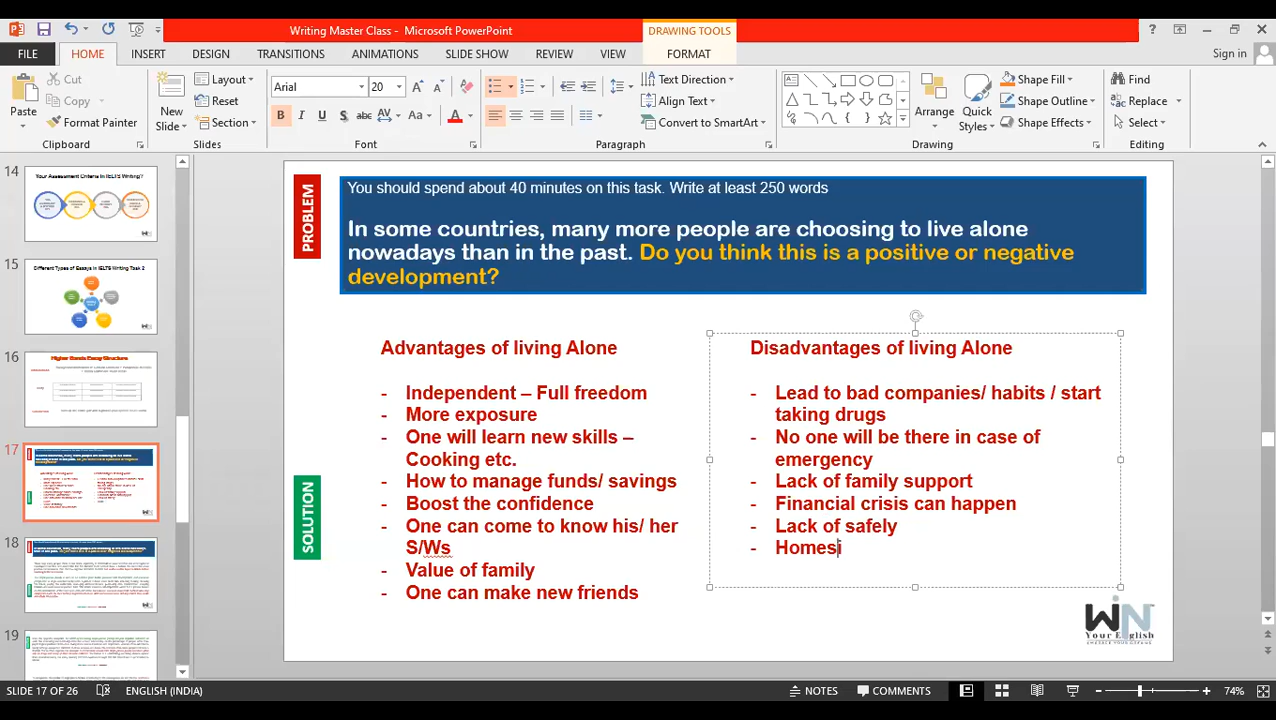 Writing Master Class - Microsoft PowerPoint
DRAWING TOOLS
Sign in
FILE HOME INSERT DESIGN TRANSITIONS ANIMATIONS SLIDE SHOW REVIEW VIEW FORMAT
Paste
Cut
Copy
Format Painter
Clipboard
New Slide
Layout
Reset
Section
Slides
Arial 20
B I U S abc AV Aa A
Font
Text Direction
Align Text
Convert to SmartArt
Paragraph
Arrange
Quick Styles
Shape Fill
Shape Outline
Shape Effects
Drawing
Find
Replace
Select
Editing
14
Your Assessment Criteria in IELTS Writing?
15
Different Types of Essays in IELTS Writing Task 2
16
Higher Bands Essay Structure
17
18
19
PROBLEM
You should spend about 40 minutes on this task. Write at least 250 words
In some countries, many more people are choosing to live alone
nowadays than in the past. Do you think this is a positive or negative
development?
SOLUTION
Advantages of living Alone
- Independent – Full freedom
- More exposure
- One will learn new skills –
Cooking etc.
- How to manage funds/ savings
- Boost the confidence
- One can come to know his/ her
S/Ws
- Value of family
- One can make new friends
Disadvantages of living Alone
- Lead to bad companies/ habits / start
taking drugs
- No one will be there in case of
emergency
- Lack of family support
- Financial crisis can happen
- Lack of safely
- Homes
WIN
Your English
SLIDE 17 OF 26 ENGLISH (INDIA) NOTES COMMENTS 74%